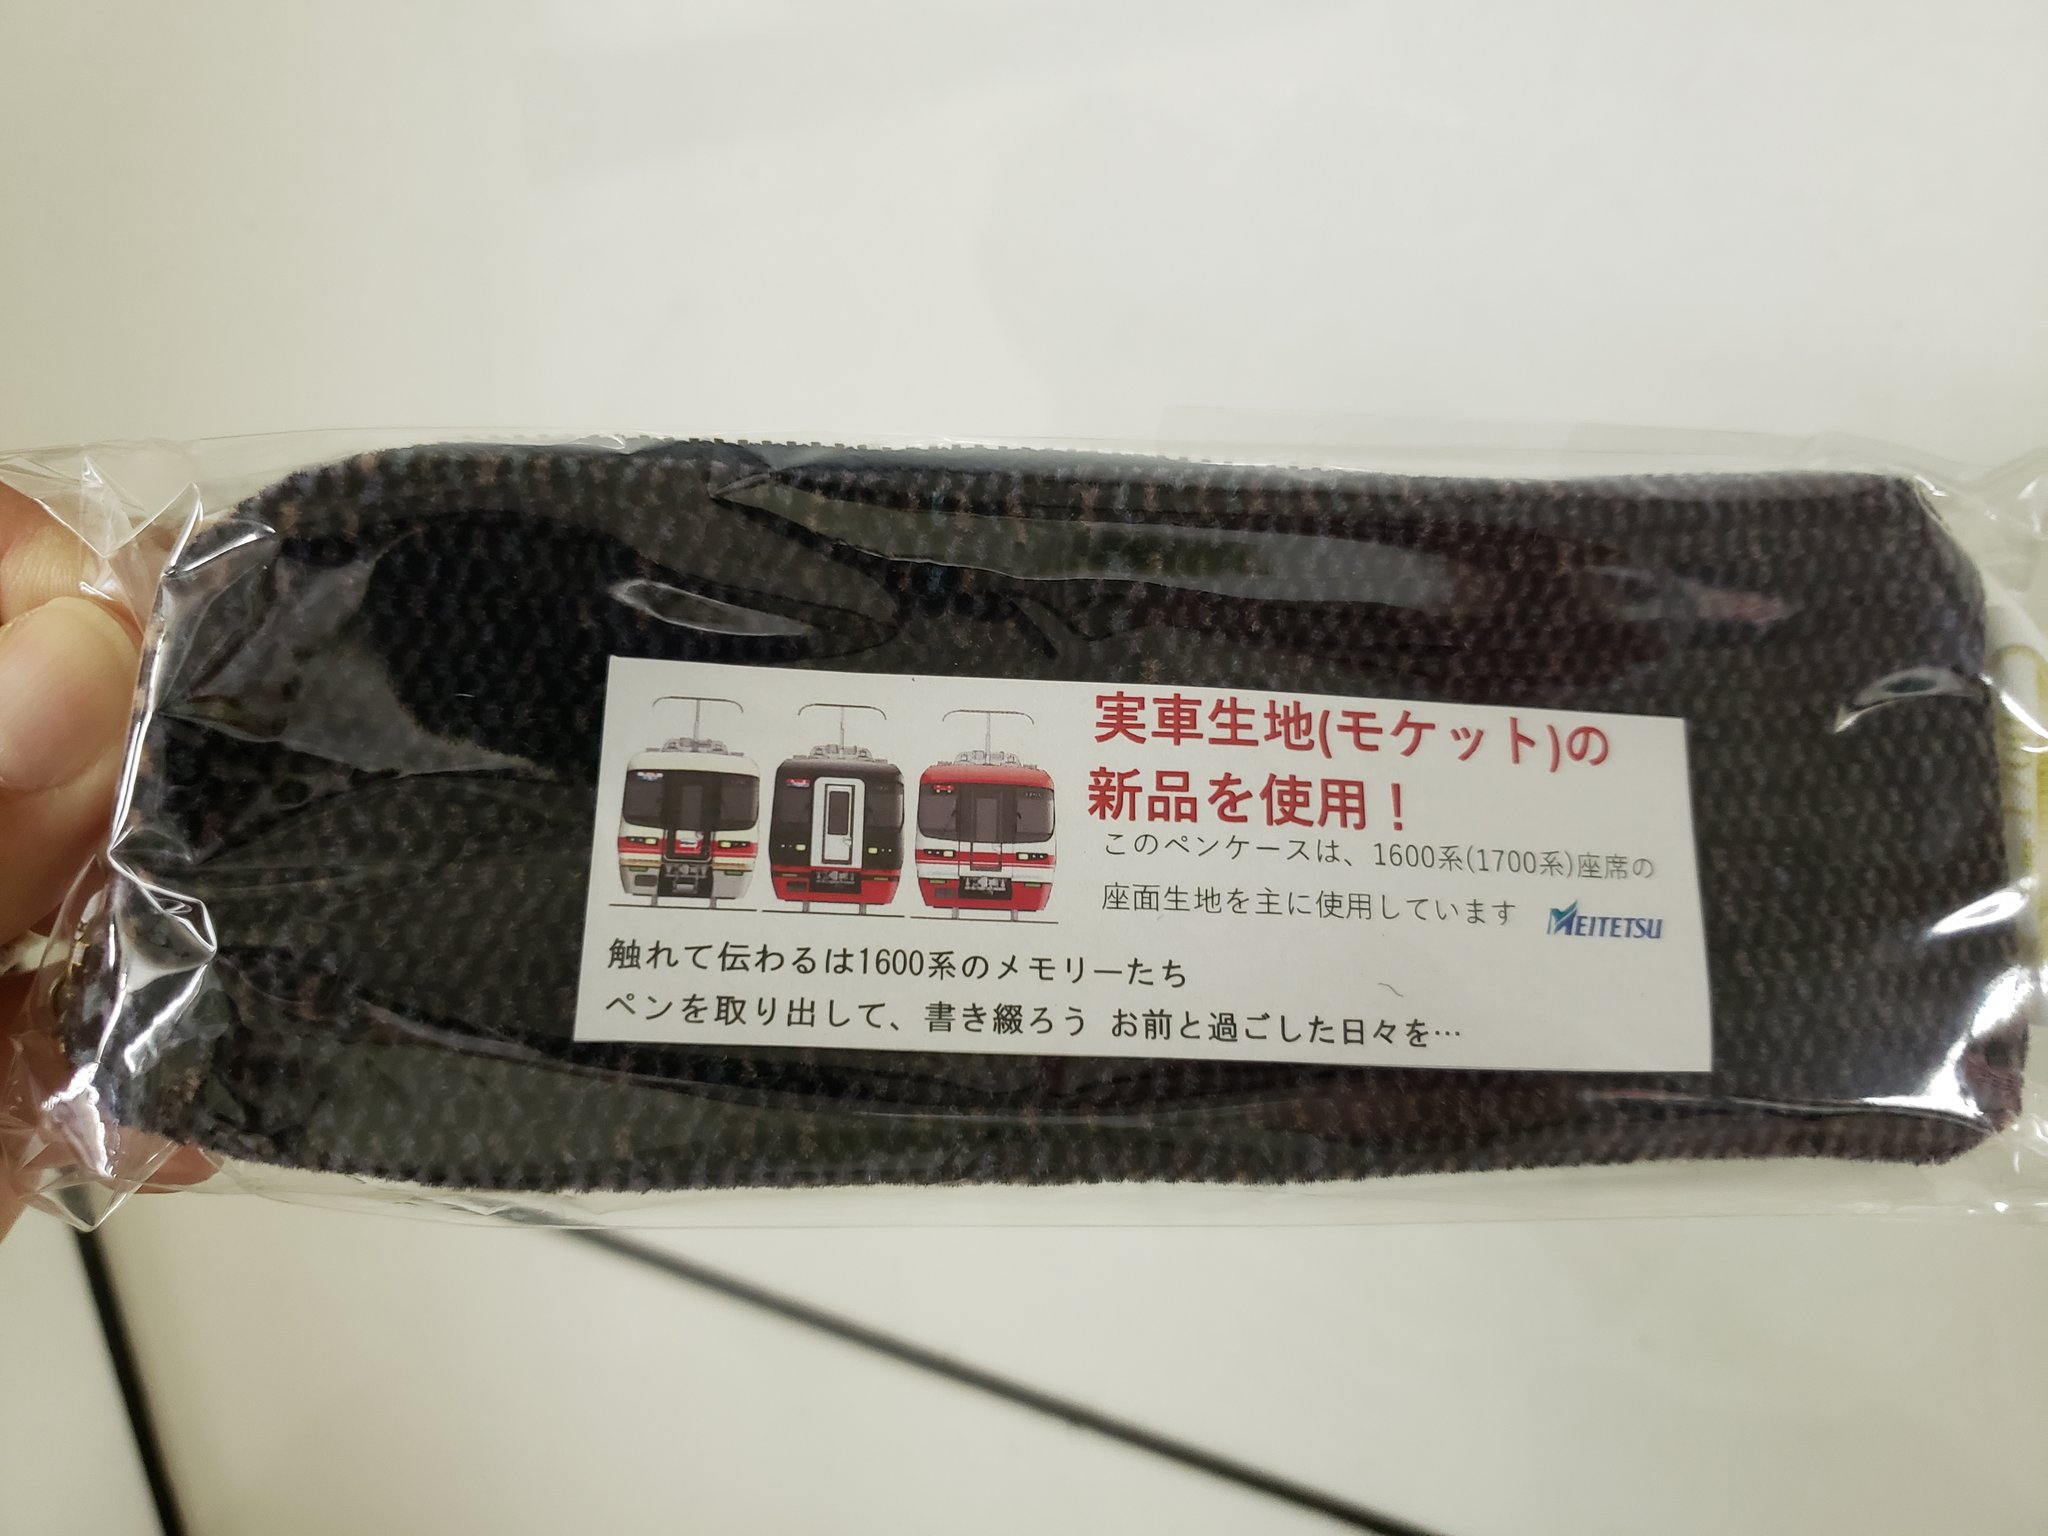 実車生地(モケット)の
新品を使用！
このペンケースは、1600系(1700系)座席の
座面生地を主に使用しています
MEITETSU
触れて伝わるは1600系のメモリーたち
ペンを取り出して、書き綴ろう お前と過ごした日々を…